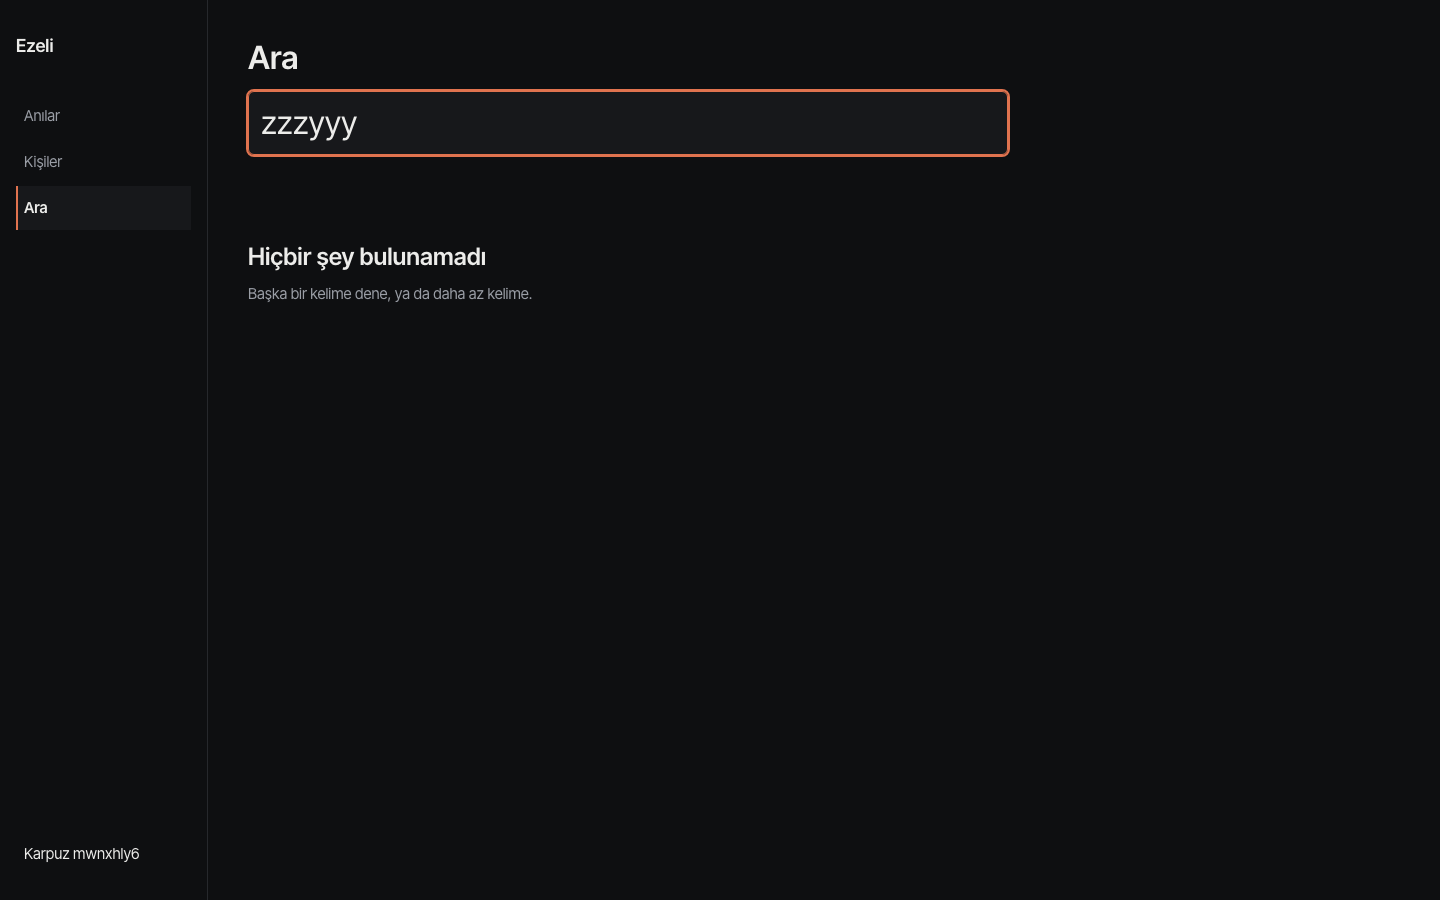 Ezeli
Anılar
Kişiler
Ara
Ara
zzzyyy
Hiçbir şey bulunamadı
Başka bir kelime dene, ya da daha az kelime.
Karpuz mwnxhly6